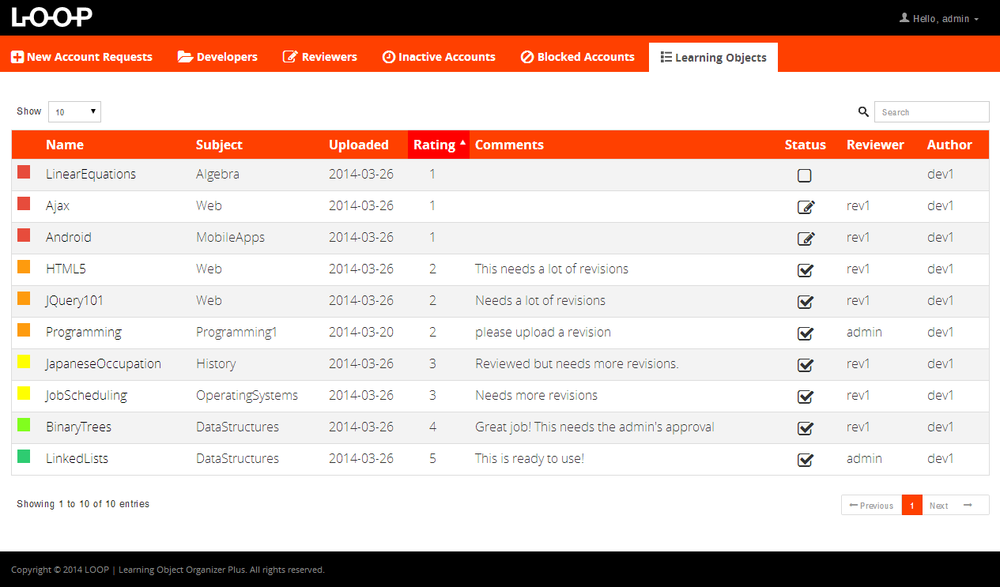 LOOP
Hello, admin
New Account Requests Developers Reviewers Inactive Accounts Blocked Accounts Learning Objects
Show 10 Search
Name Subject Uploaded Rating Comments Status Reviewer Author
LinearEquations Algebra 2014-03-26 1 dev1
Ajax Web 2014-03-26 1 rev1 dev1
Android MobileApps 2014-03-26 1 rev1 dev1
HTML5 Web 2014-03-26 2 This needs a lot of revisions rev1 dev1
JQuery101 Web 2014-03-26 2 Needs a lot of revisions rev1 dev1
Programming Programming1 2014-03-20 2 please upload a revision admin dev1
JapaneseOccupation History 2014-03-26 3 Reviewed but needs more revisions. rev1 dev1
JobScheduling OperatingSystems 2014-03-26 3 Needs more revisions rev1 dev1
BinaryTrees DataStructures 2014-03-26 4 Great job! This needs the admin's approval rev1 dev1
LinkedLists DataStructures 2014-03-26 5 This is ready to use! admin dev1
Showing 1 to 10 of 10 entries Previous 1 Next
Copyright © 2014 LOOP | Learning Object Organizer Plus. All rights reserved.